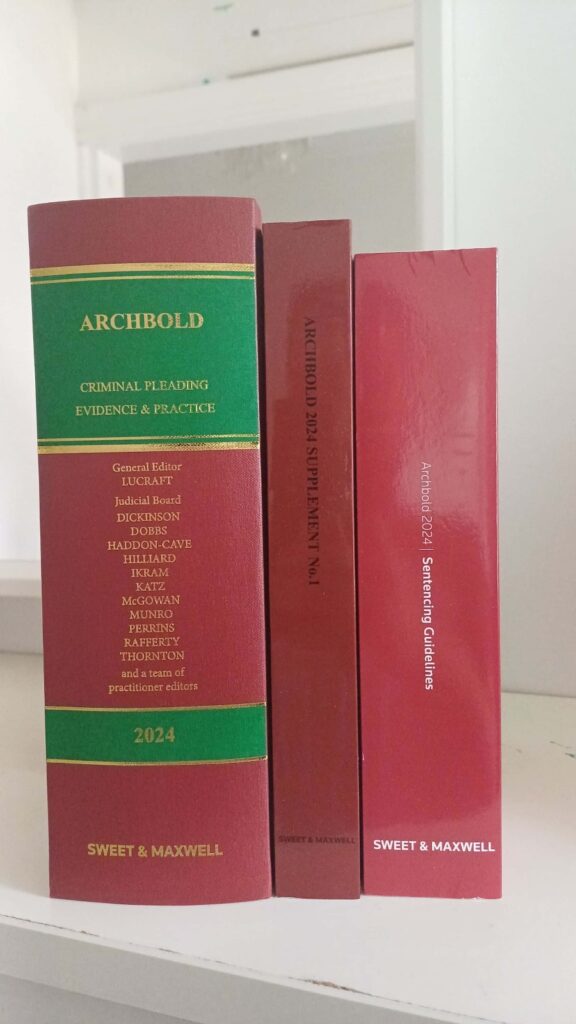 ARCHBOLD
CRIMINAL PLEADING
EVIDENCE & PRACTICE
General Editor
LUCRAFT
Judicial Board
DICKINSON
DOBBS
HADDON-CAVE
HILLIARD
IKRAM
KATZ
McGOWAN
MUNRO
PERRINS
RAFFERTY
THORNTON
and a team of
practitioner editors
2024
SWEET & MAXWELL
ARCHBOLD 2024 SUPPLEMENT No.1
SWEET & MAXWELL
Archbold 2024 | Sentencing Guidelines
SWEET & MAXWELL